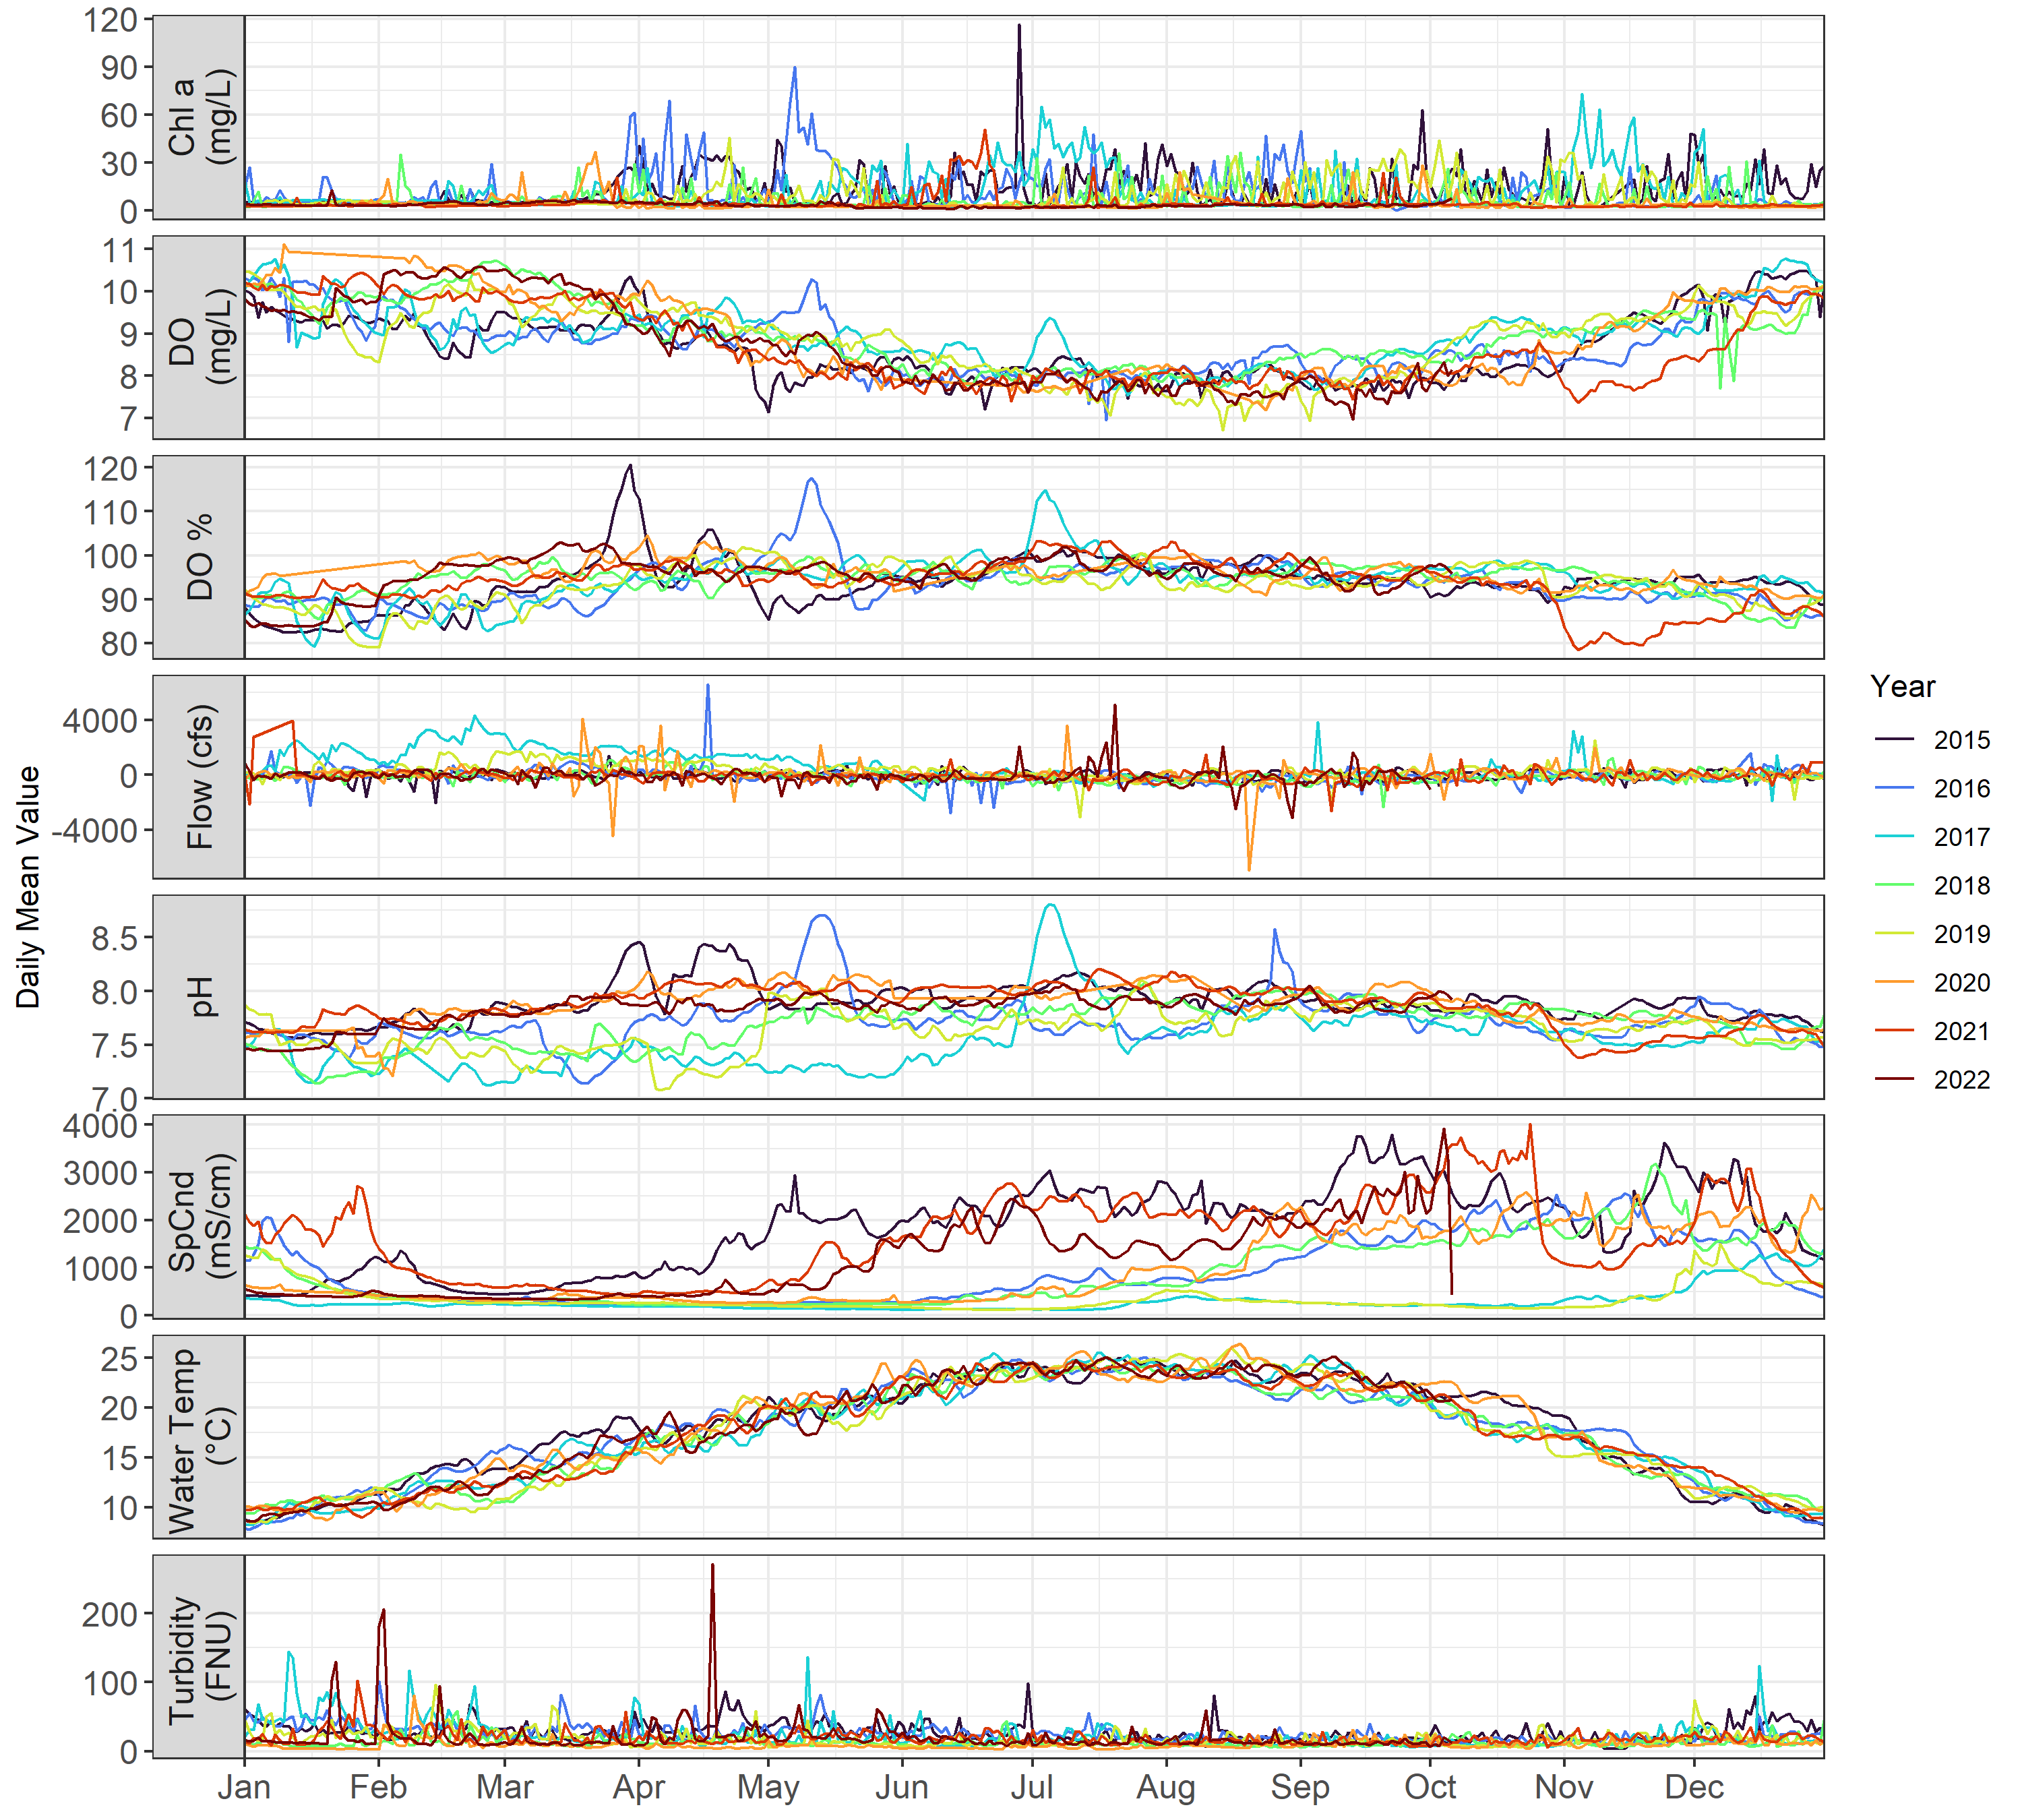 120
90
60
30
0
Chl a
(mg/L)
11
10
9
8
7
DO
(mg/L)
120
110
100
90
80
DO %
4000
0
-4000
Flow (cfs)
8.5
8.0
7.5
7.0
pH
4000
3000
2000
1000
0
SpCnd
(mS/cm)
25
20
15
10
Water Temp
(°C)
200
100
0
Turbidity
(FNU)
Daily Mean Value
Jan Feb Mar Apr May Jun Jul Aug Sep Oct Nov Dec
Year
2015
2016
2017
2018
2019
2020
2021
2022